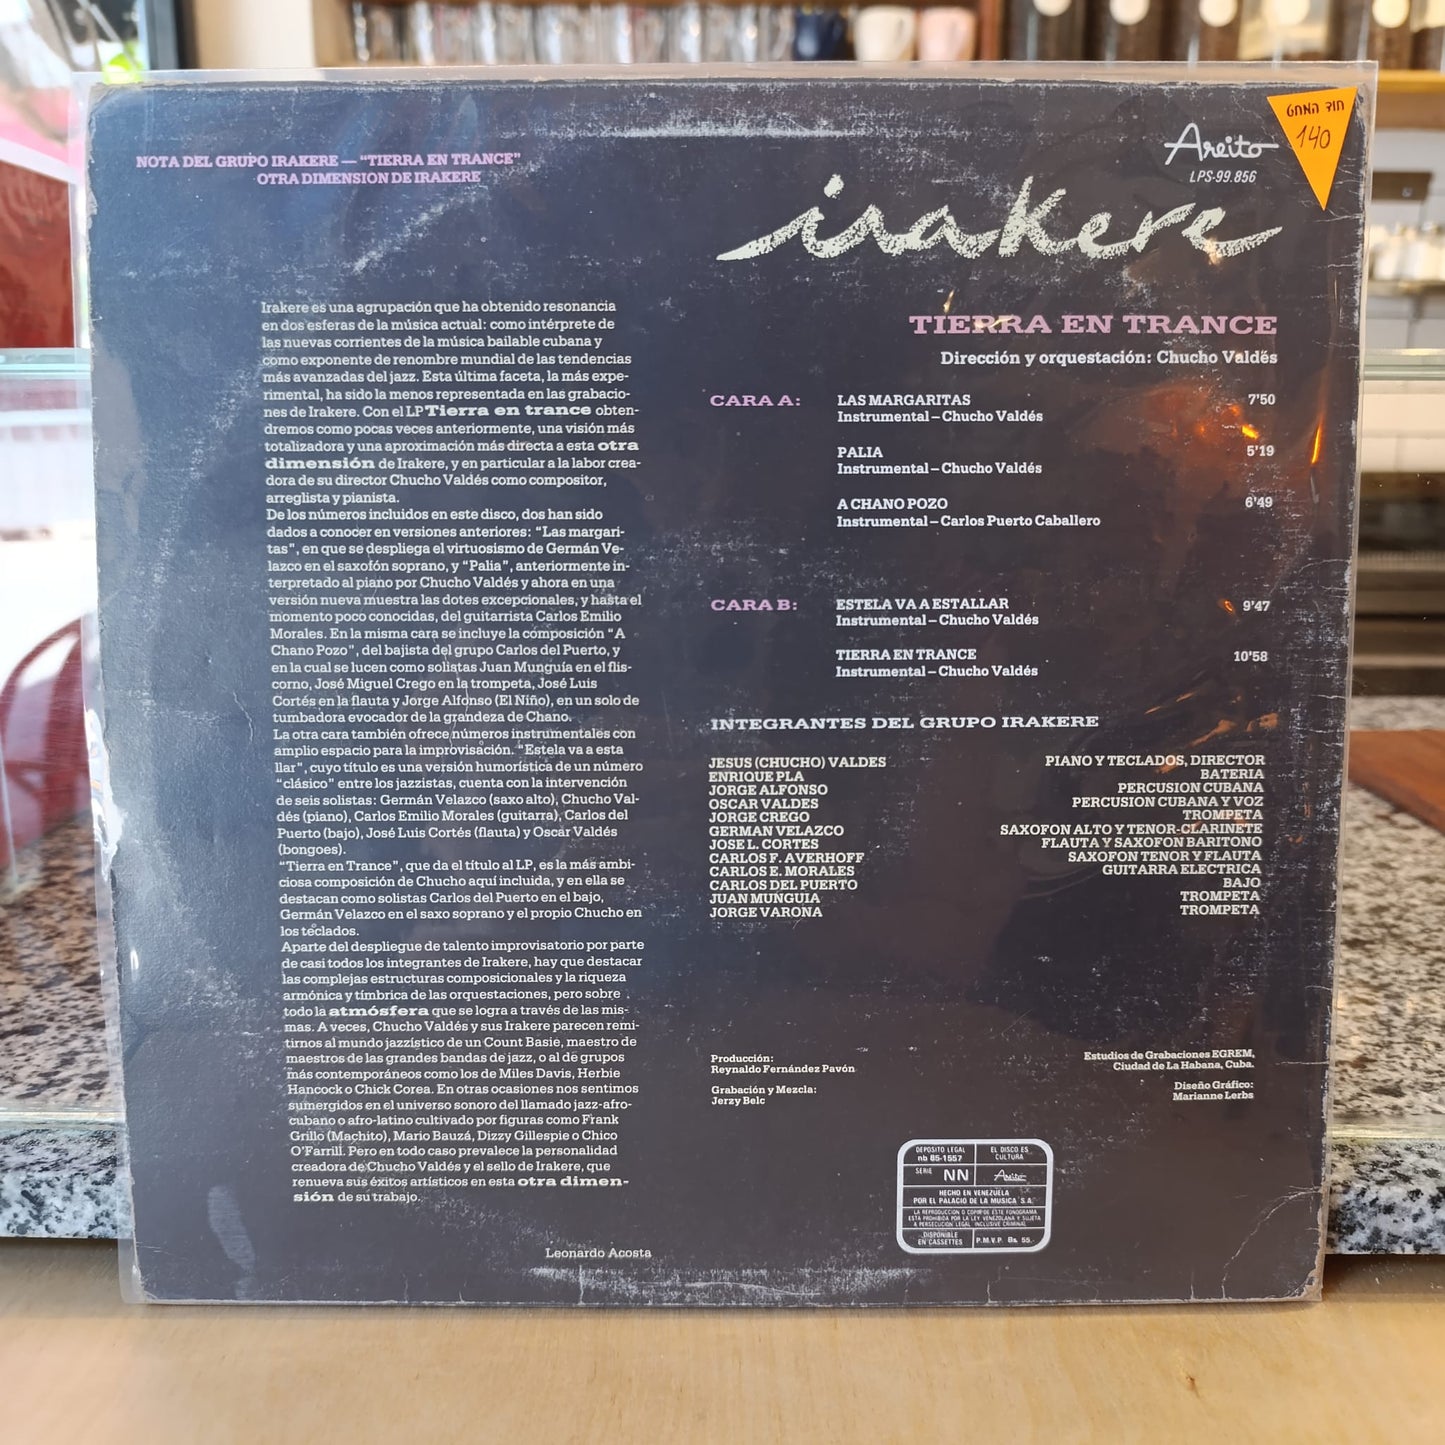 NOTA DEL GRUPO IRAKERE — "TIERRA EN TRANCE"
OTRA DIMENSION DE IRAKERE
Irakere es una agrupación que ha obtenido resonancia
en dos esferas de la música actual: como intérprete de
las nuevas corrientes de la música bailable cubana y
como exponente de renombre mundial de las tendencias
más avanzadas del jazz. Esta última faceta, la más expe-
rimental, ha sido la menos representada en las grabacio-
nes de Irakere. Con el LP Tierra en trance obten-
dremos como pocas veces anteriormente, una visión más
totalizadora y una aproximación más directa a esta otra
dimensión de Irakere, y en particular a la labor crea-
dora de su director Chucho Valdés como compositor,
arreglista y pianista.
De los números incluidos en este disco, dos han sido
dados a conocer en versiones anteriores: "Las margari-
tas", en que se despliega el virtuosismo de Germán Ve-
lazco en el saxofón soprano, y "Palia", anteriormente in-
terpretado al piano por Chucho Valdés y ahora en una
versión nueva muestra las dotes excepcionales, y hasta el
momento poco conocidas, del guitarrista Carlos Emilio
Morales. En la misma cara se incluye la composición "A
Chano Pozo", del bajista del grupo Carlos del Puerto, y
en la cual se lucen como solistas Juan Munguía en el flis-
corno, José Miguel Crego en la trompeta, José Luis
Cortés en la flauta y Jorge Alfonso (El Niño), en un solo de
tumbadora evocador de la grandeza de Chano.
La otra cara también ofrece números instrumentales con
amplio espacio para la improvisación. "Estela va a esta
llar", cuyo título es una versión humorística de un número
"clásico" entre los jazzistas, cuenta con la intervención
de seis solistas: Germán Velazco (saxo alto), Chucho Val-
dés (piano), Carlos Emilio Morales (guitarra), Carlos del
Puerto (bajo), José Luis Cortés (flauta) y Oscar Valdés
(bongoes).
"Tierra en Trance", que da el título al LP, es la más ambi-
ciosa composición de Chucho aquí incluida, y en ella se
destacan como solistas Carlos del Puerto en el bajo,
Germán Velazco en el saxo soprano y el propio Chucho en
los teclados.
Aparte del despliegue de talento improvisatorio por parte
de casi todos los integrantes de Irakere, hay que destacar
las complejas estructuras composicionales y la riqueza
armónica y tímbrica de las orquestaciones, pero sobre
todo la atmósfera que se logra a través de las mis-
mas. A veces, Chucho Valdés y sus Irakere parecen remi-
tirnos al mundo jazzístico de un Count Basie, maestro de
maestros de las grandes bandas de jazz, o al de grupos
más contemporáneos como los de Miles Davis, Herbie
Hancock o Chick Corea. En otras ocasiones nos sentimos
sumergidos en el universo sonoro del llamado jazz-afro-
cubano o afro-latino cultivado por figuras como Frank
Grillo (Machito), Mario Bauzá, Dizzy Gillespie o Chico
O'Farrill. Pero en todo caso prevalece la personalidad
creadora de Chucho Valdés y el sello de Irakere, que
renueva sus éxitos artísticos en esta otra dimen-
sión de su trabajo.
Leonardo Acosta
Areito
LPS-99.856
חוד המחט
140
irakere
TIERRA EN TRANCE
Dirección y orquestación: Chucho Valdés
CARA A: LAS MARGARITAS 7'50
Instrumental – Chucho Valdés
PALIA 5'19
Instrumental – Chucho Valdés
A CHANO POZO 6'49
Instrumental – Carlos Puerto Caballero
CARA B: ESTELA VA A ESTALLAR 9'47
Instrumental – Chucho Valdés
TIERRA EN TRANCE 10'58
Instrumental – Chucho Valdés
INTEGRANTES DEL GRUPO IRAKERE
JESUS (CHUCHO) VALDES PIANO Y TECLADOS, DIRECTOR
ENRIQUE PLA BATERIA
JORGE ALFONSO PERCUSION CUBANA
OSCAR VALDES PERCUSION CUBANA Y VOZ
JORGE CREGO TROMPETA
GERMAN VELAZCO SAXOFON ALTO Y TENOR-CLARINETE
JOSE L. CORTES FLAUTA Y SAXOFON BARITONO
CARLOS F. AVERHOFF SAXOFON TENOR Y FLAUTA
CARLOS E. MORALES GUITARRA ELECTRICA
CARLOS DEL PUERTO BAJO
JUAN MUNGUIA TROMPETA
JORGE VARONA TROMPETA
Producción:
Reynaldo Fernández Pavón
Grabación y Mezcla:
Jerzy Belc
Estudios de Grabaciones EGREM,
Ciudad de La Habana, Cuba.
Diseño Gráfico:
Marianne Lerbs
DEPOSITO LEGAL
nb 85-1557
EL DISCO ES
CULTURA
SERIE NN
Areito
HECHO EN VENEZUELA
POR EL PALACIO DE LA MUSICA S.A.
LA REPRODUCCION O COPIA DE ESTE FONOGRAMA
ESTA PROHIBIDA POR LA LEY VENEZOLANA Y SUJETA
A PERSECUCION LEGAL INCLUSIVE CRIMINAL
DISPONIBLE
EN CASSETTES
P.M.V.P. Bs. 55.